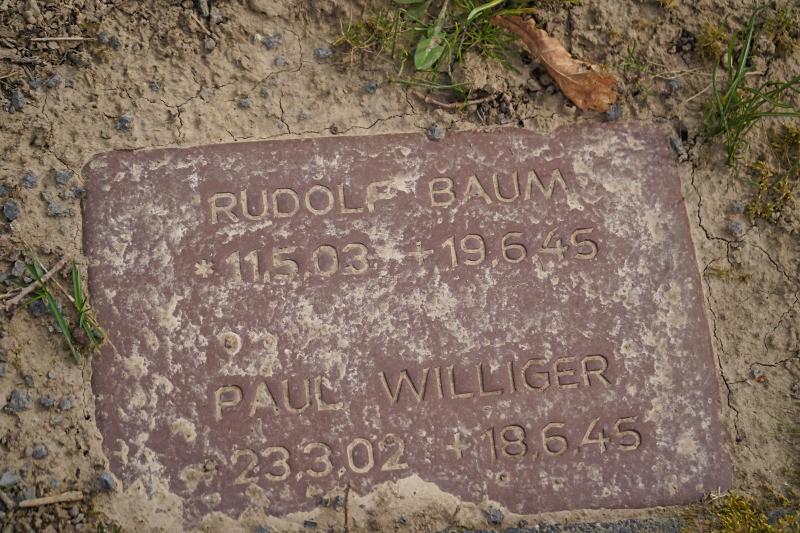 RUDOLF BAUM
* 11.5.03 + 19.6.45
PAUL WILLIGER
* 23.3.02 + 18.6.45